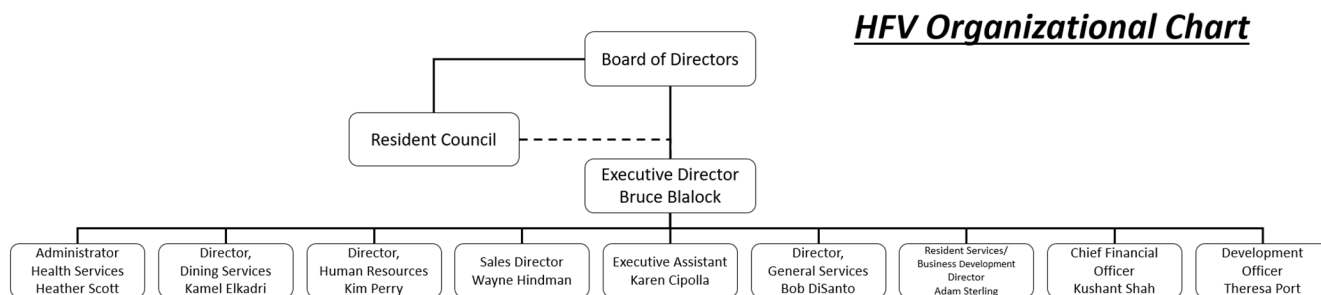 HFV Organizational Chart
Board of Directors
Resident Council
Executive Director
Bruce Blalock
Administrator
Health Services
Heather Scott
Director,
Dining Services
Kamel Elkadri
Director,
Human Resources
Kim Perry
Sales Director
Wayne Hindman
Executive Assistant
Karen Cipolla
Director,
General Services
Bob DiSanto
Resident Services/
Business Development
Director
Adam Sterling
Chief Financial
Officer
Kushant Shah
Development
Officer
Theresa Port